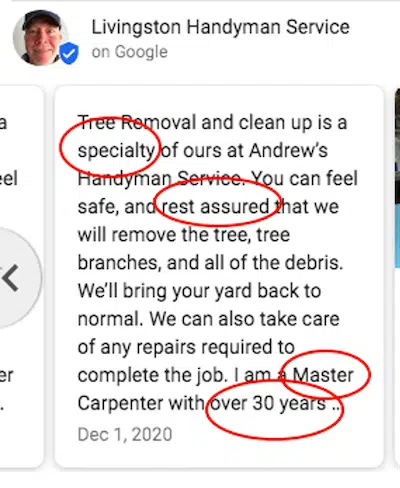 Livingston Handyman Service
on Google
a
eel
er
.
Tree Removal and clean up is a
specialty of ours at Andrew's
Handyman Service. You can feel
safe, and rest assured that we
will remove the tree, tree
branches, and all of the debris.
We'll bring your yard back to
normal. We can also take care
of any repairs required to
complete the job. I am a Master
Carpenter with over 30 years ..
Dec 1, 2020